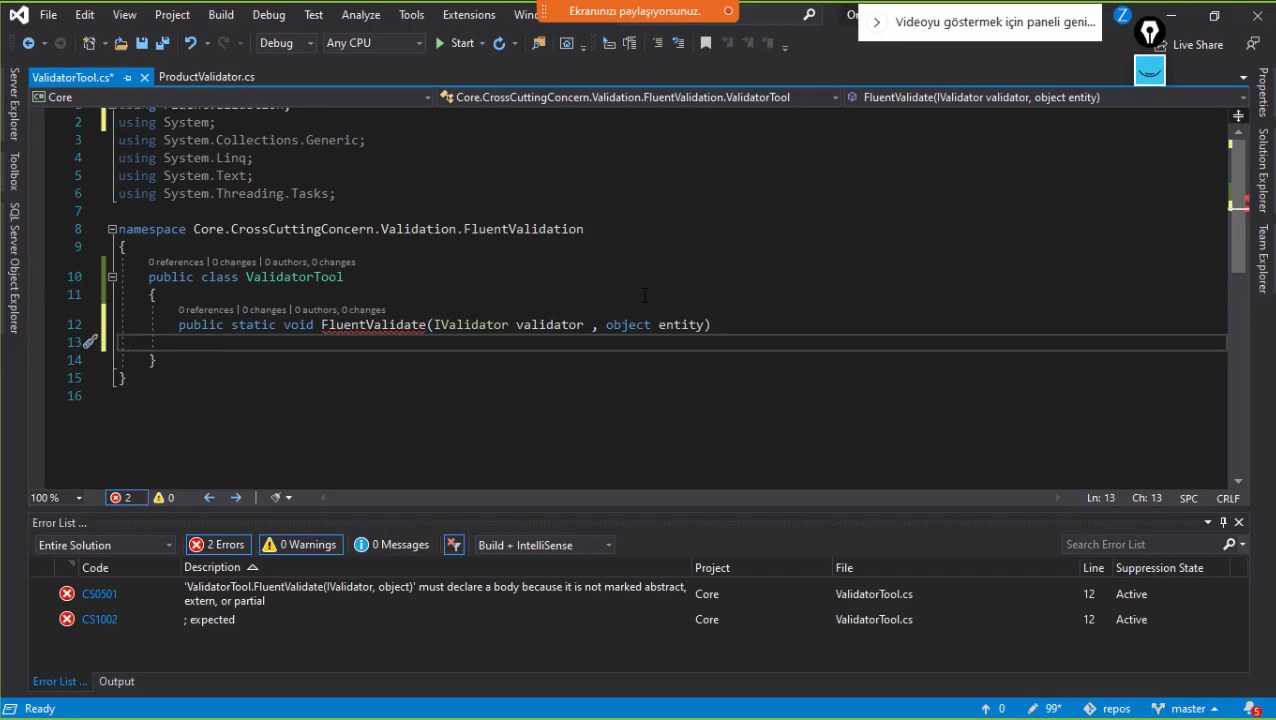 File Edit View Project Build Debug Test Analyze Tools Extensions Win
Ekranınızı paylaşıyorsunuz.
Videoyu göstermek için paneli geni...
Z
Debug Any CPU Start Live Share
ValidatorTool.cs* ProductValidator.cs
Core Core.CrossCuttingConcern.Validation.FluentValidation.ValidatorTool FluentValidate(IValidator validator, object entity)
Server Explorer
Toolbox
SQL Server Object Explorer
Properties
Solution Explorer
Team Explorer
2 using System;
3 using System.Collections.Generic;
4 using System.Linq;
5 using System.Text;
6 using System.Threading.Tasks;
7
8 namespace Core.CrossCuttingConcern.Validation.FluentValidation
9 {
0 references | 0 changes | 0 authors, 0 changes
10 public class ValidatorTool
11 {
0 references | 0 changes | 0 authors, 0 changes
12 public static void FluentValidate(IValidator validator , object entity)
13
14 }
15 }
16
100 % 2 0 Ln: 13 Ch: 13 SPC CRLF
Error List ...
Entire Solution 2 Errors 0 Warnings 0 Messages Build + IntelliSense Search Error List
Code Description Project File Line Suppression State
CS0501 'ValidatorTool.FluentValidate(IValidator, object)' must declare a body because it is not marked abstract, extern, or partial Core ValidatorTool.cs 12 Active
CS1002 ; expected Core ValidatorTool.cs 12 Active
Error List ... Output
Ready 0 99* repos master 5